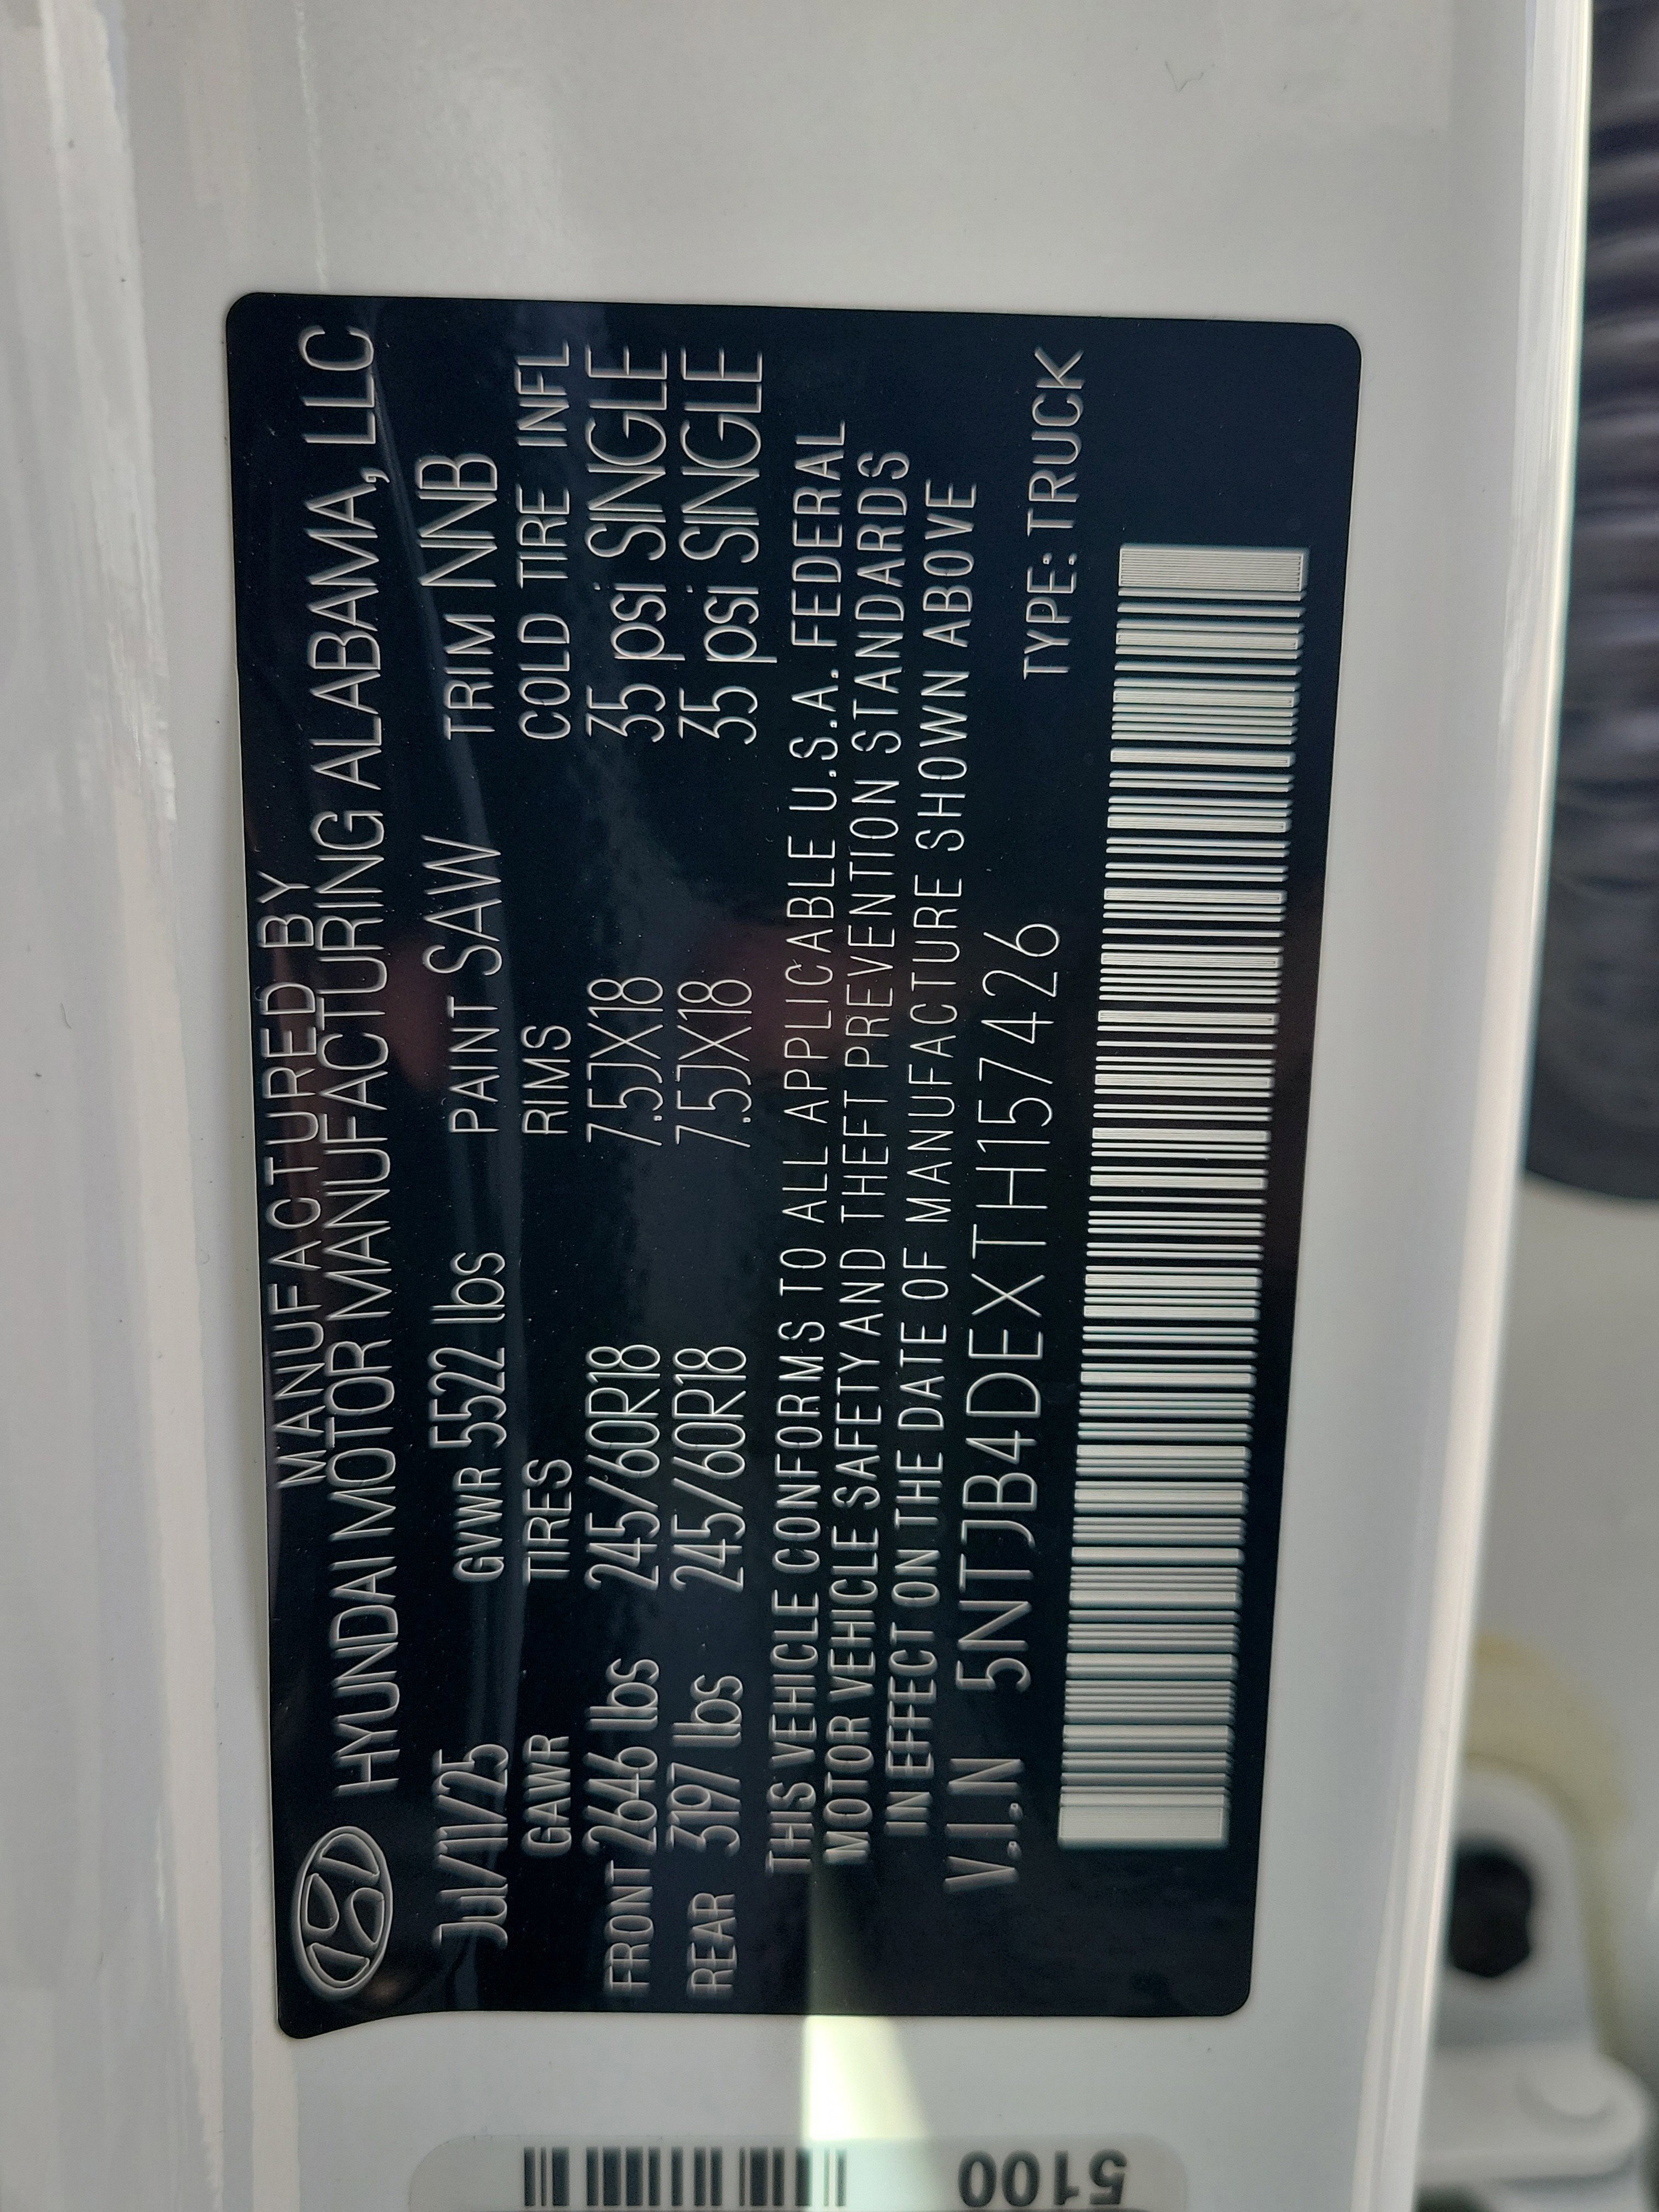 MANUFACTURED BY
HYUNDAI MOTOR MANUFACTURING ALABAMA, LLC
Jul/11/25 GVWR 5522 lbs PAINT SAW TRIM NNB
GAWR TIRES RIMS COLD TIRE INFL
FRONT 2646 lbs 245/60R18 7.5JX18 35 psi SINGLE
REAR 3197 lbs 245/60R18 7.5JX18 35 psi SINGLE
THIS VEHICLE CONFORMS TO ALL APPLICABLE U.S.A. FEDERAL
MOTOR VEHICLE SAFETY AND THEFT PREVENTION STANDARDS
IN EFFECT ON THE DATE OF MANUFACTURE SHOWN ABOVE
V.I.N 5NTJB4DEXTH157426 TYPE: TRUCK
5100